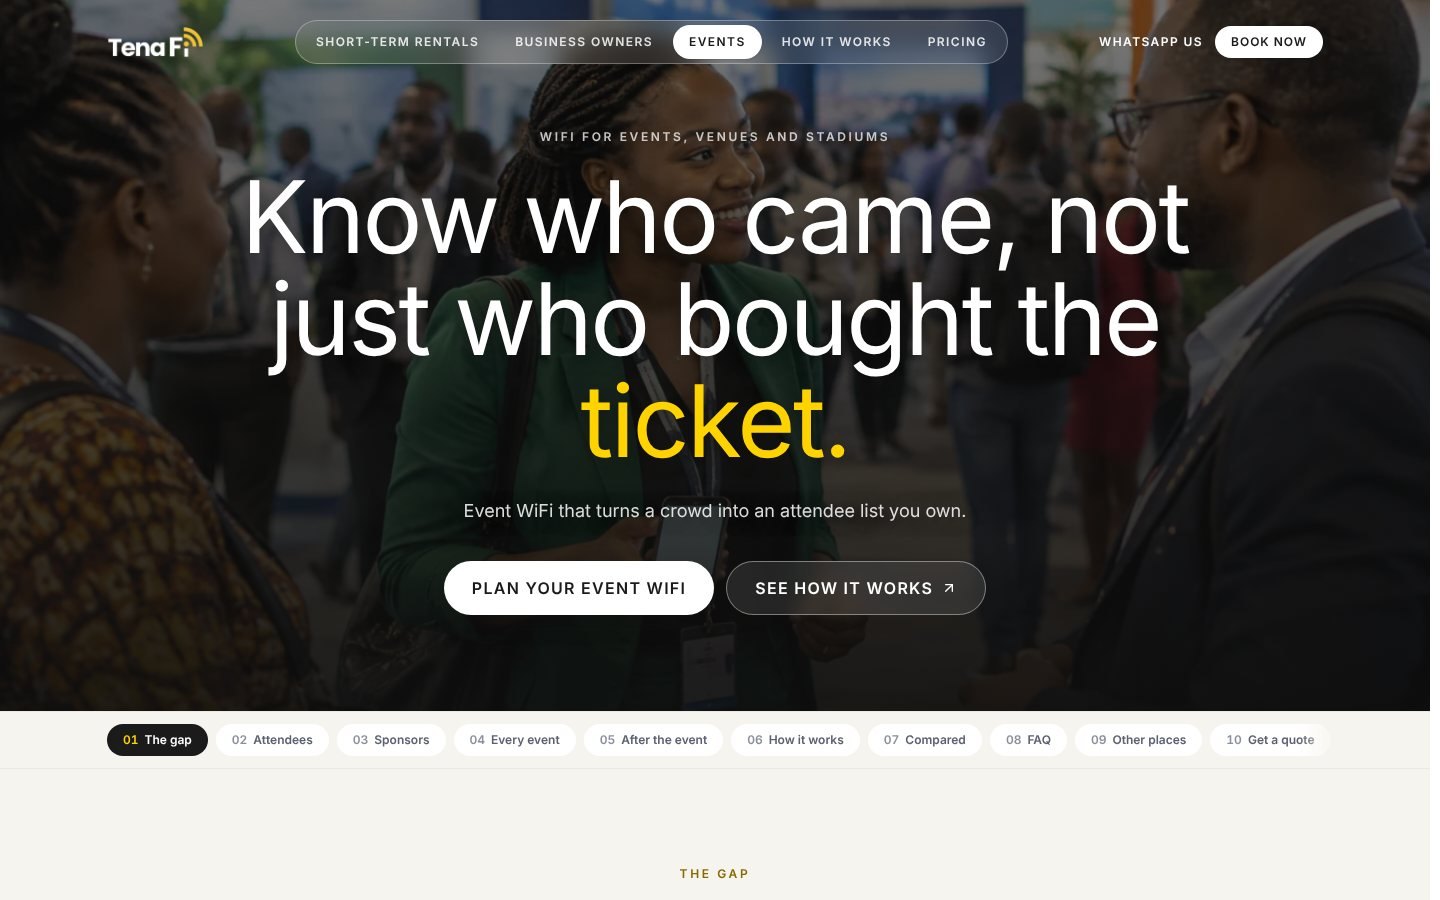 Tena Fi
SHORT-TERM RENTALS
BUSINESS OWNERS
EVENTS
HOW IT WORKS
PRICING
WHATSAPP US
BOOK NOW
WIFI FOR EVENTS, VENUES AND STADIUMS
Know who came, not
just who bought the
ticket.
Event WiFi that turns a crowd into an attendee list you own.
PLAN YOUR EVENT WIFI
SEE HOW IT WORKS
01 The gap
02 Attendees
03 Sponsors
04 Every event
05 After the event
06 How it works
07 Compared
08 FAQ
09 Other places
10 Get a quote
THE GAP